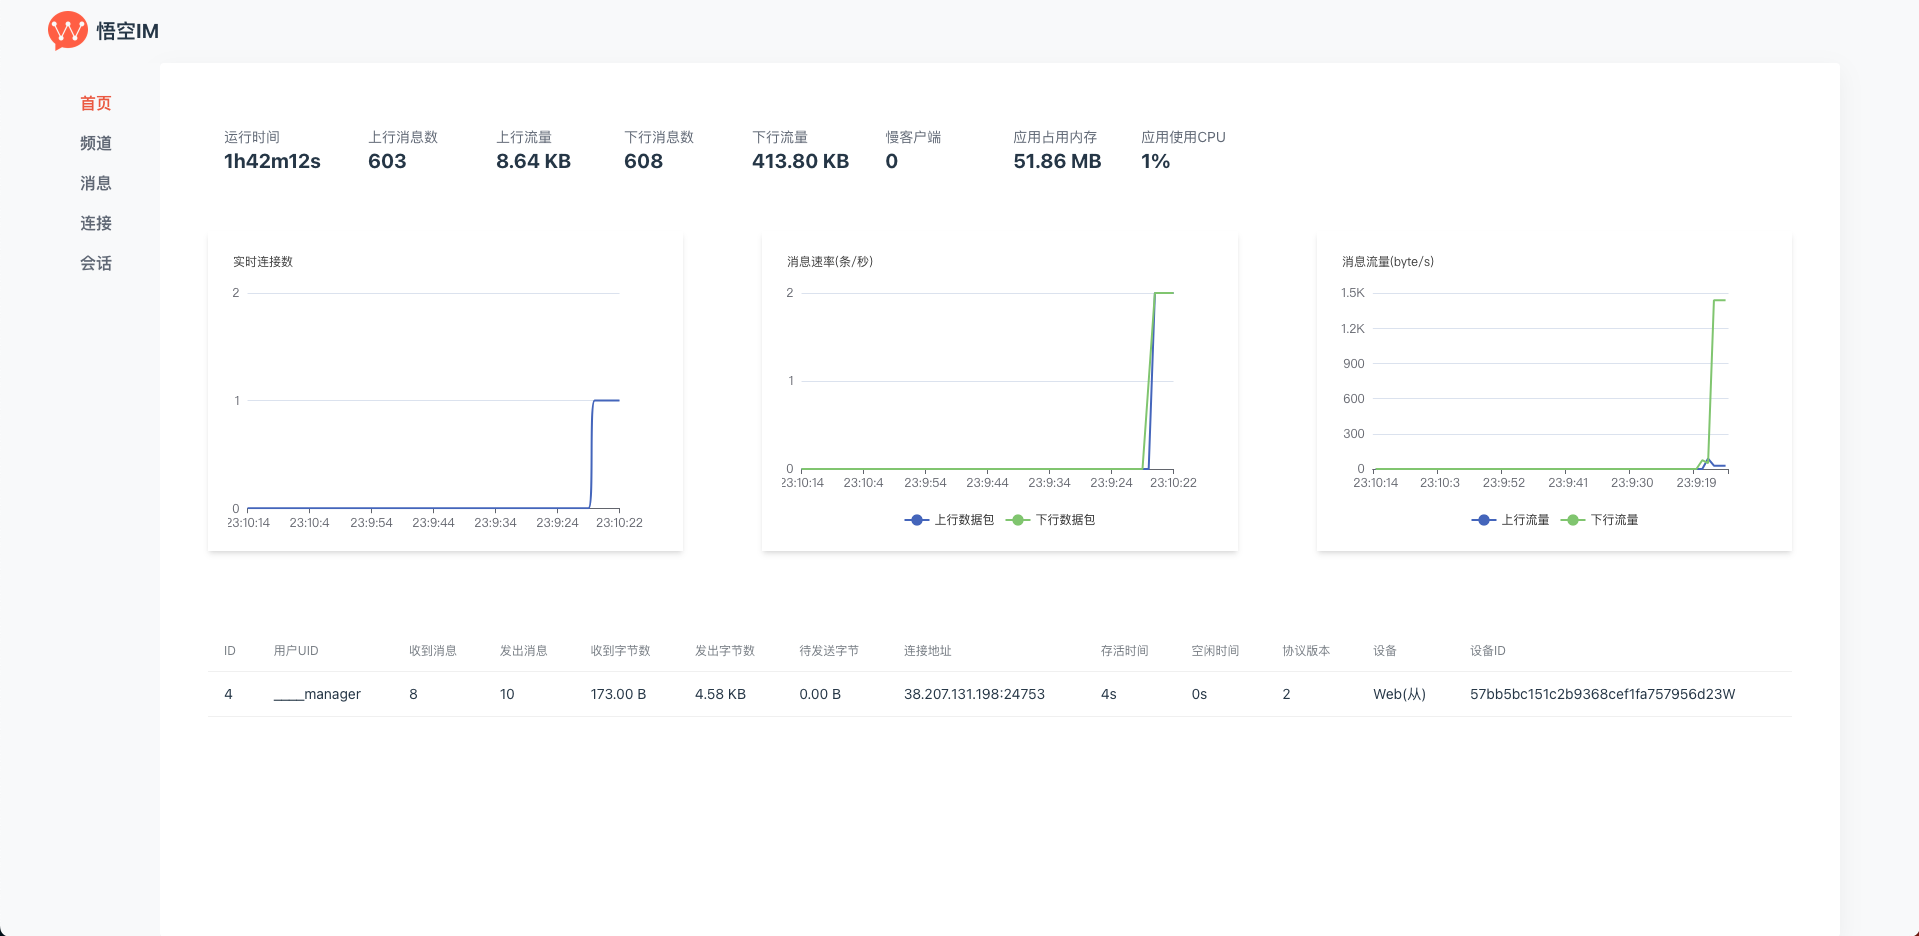 悟空IM
首页
频道
消息
连接
会话
运行时间 上行消息数 上行流量 下行消息数 下行流量 慢客户端 应用占用内存 应用使用CPU
1h42m12s 603 8.64 KB 608 413.80 KB 0 51.86 MB 1%
实时连接数
2
1
0
23:10:14 23:10:4 23:9:54 23:9:44 23:9:34 23:9:24 23:10:22
消息速率(条/秒)
2
1
0
23:10:14 23:10:4 23:9:54 23:9:44 23:9:34 23:9:24 23:10:22
上行数据包 下行数据包
消息流量(byte/s)
1.5K
1.2K
900
600
300
0
23:10:14 23:10:3 23:9:52 23:9:41 23:9:30 23:9:19
上行流量 下行流量
ID 用户UID 收到消息 发出消息 收到字节数 发出字节数 待发送字节 连接地址 存活时间 空闲时间 协议版本 设备 设备ID
4 ____manager 8 10 173.00 B 4.58 KB 0.00 B 38.207.131.198:24753 4s 0s 2 Web(从) 57bb5bc151c2b9368cef1fa757956d23W